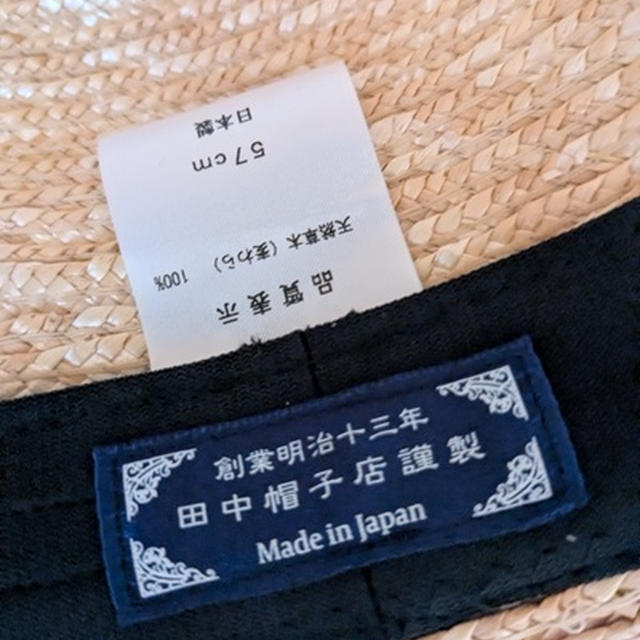 品質表示
天然草木（麦わら） 100%
57cm
日本製
創業明治十三年
田中帽子店謹製
Made in Japan